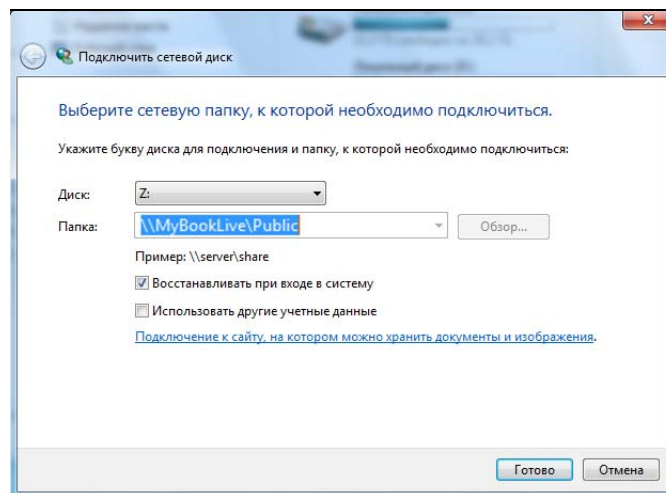 Подключить сетевой диск
Выберите сетевую папку, к которой необходимо подключиться.
Укажите букву диска для подключения и папку, к которой необходимо подключиться:
Диск: Z:
Папка: \\MyBookLive\Public Обзор...
Пример: \\server\share
Восстанавливать при входе в систему
Использовать другие учетные данные
Подключение к сайту, на котором можно хранить документы и изображения.
Готово Отмена